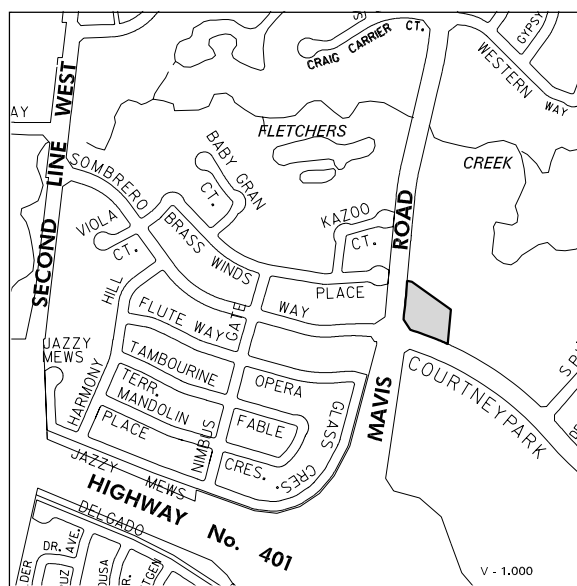 CRAIG CARRIER CT.
GYPSY
WESTERN WAY
SECOND LINE WEST
AY
FLETCHERS
CREEK
SOMBRERO
BABY GRAN CT.
VIOLA CT.
BRASS WINDS PLACE
KAZOO CT.
MAVIS ROAD
HARMONY HILL
FLUTE WAY
WAY
NIMBUS GATE
JAZZY MEWS
TAMBOURINE TERR.
OPERA GLASS CRES.
MANDOLIN PLACE
FABLE CRES.
COURTNEYPARK
JAZZY MEWS
HIGHWAY No. 401
DELGADO
DR.
AVE.
V - 1.000